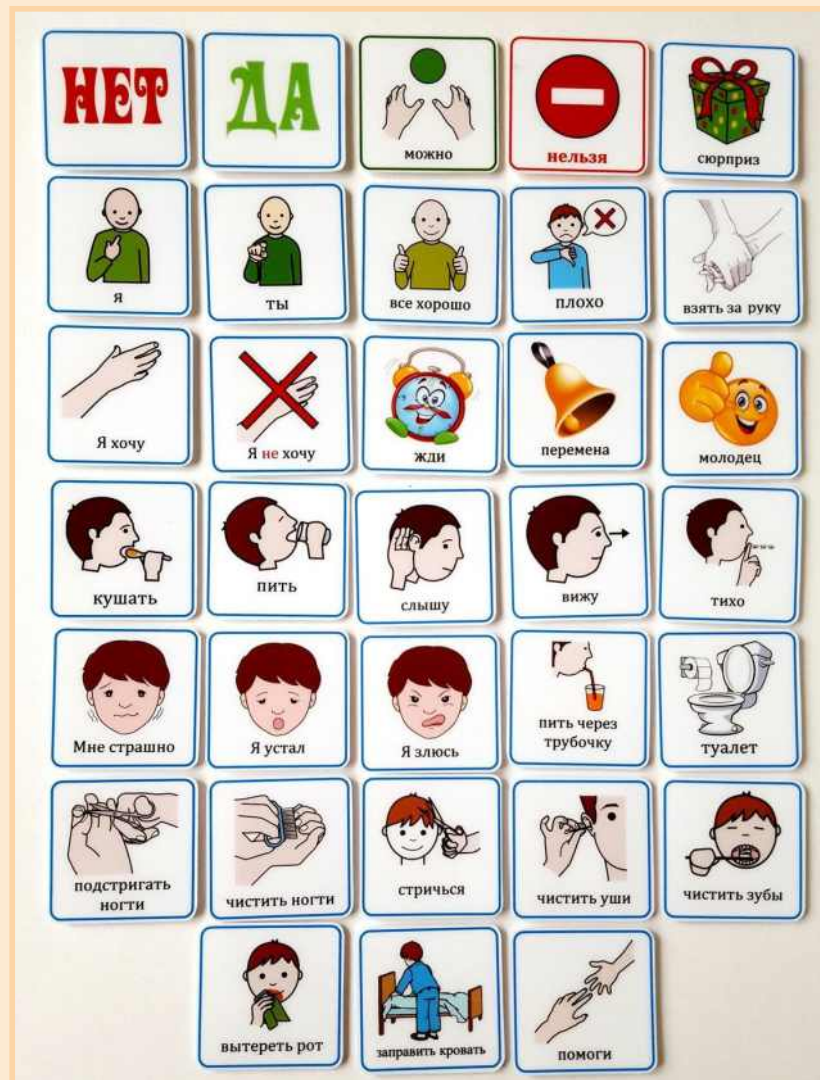 НЕТ
ДА
можно
нельзя
сюрприз
я
ты
все хорошо
плохо
взять за руку
Я хочу
Я не хочу
жди
перемена
молодец
кушать
пить
слышу
вижу
тихо
Мне страшно
Я устал
Я злюсь
пить через
трубочку
туалет
подстригать
ногти
чистить ногти
стричься
чистить уши
чистить зубы
вытереть рот
заправить кровать
помоги